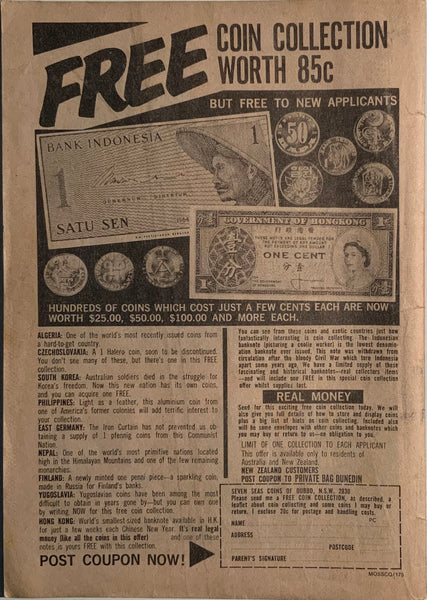 FREE
COIN COLLECTION
WORTH 85c
BUT FREE TO NEW APPLICANTS
BANK INDONESIA
1
1
GUBERNUR DIREKTUR
SATU SEN
50
GOVERNMENT OF HONGKONG
ONE CENT
HUNDREDS OF COINS WHICH COST JUST A FEW CENTS EACH ARE NOW
WORTH $25.00, $50.00, $100.00 AND MORE EACH.
ALGERIA: One of the world's most recently issued coins from
a hard-to-get country.
CZECHOSLOVAKIA: A 1 Halero coin, soon to be discontinued.
You don't see many of these, but there's one in this FREE
collection.
SOUTH KOREA: Australian soldiers died in the struggle for
Korea's freedom. Now this new nation has its own coins,
and you can acquire one FREE.
PHILIPPINES: Light as a feather, this aluminium coin from
one of America's former colonies will add terrific interest to
your collection.
EAST GERMANY: The Iron Curtain has not prevented us ob-
taining a supply of 1 pfennig coins from this Communist
Nation.
NEPAL: One of the world's most primitive nations located
high in the Himalayan Mountains and one of the few remaining
monarchies.
FINLAND: A newly minted one penni piece—a sparkling coin,
made in Russia for Finland's banks.
YUGOSLAVIA: Yugoslavian coins have been among the most
difficult to obtain in years gone by—but you can own one
by writing NOW for this free coin collection.
HONG KONG: World's smallest-sized banknote available in H.K.
for just a few weeks each Chinese New Year. It's real legal
money (like all the coins in this offer) and one of these
notes is yours FREE with this collection.
POST COUPON NOW!
You can see from these coins and exotic countries just how
fantastically interesting is coin collecting. The Indonesian
banknote (picturing a coolie worker) is the lowest denomin-
ation bank note ever issued. This note was withdrawn from
circulation after the bloody Civil War which tore Indonesia
apart some years ago. We have a limited supply of these
fascinating and historical banknotes—real collectors items
—and will include one FREE in this special coin collection
offer whilst supplies last.
REAL MONEY
Send for this exciting free coin collection today. We will
also give you full details of how to store and display coins
plus a big list of hints on coin collecting. Included also
will be some envelopes with other coins and banknotes which
you may buy or return to us—no obligation to you.
LIMIT OF ONE COLLECTION TO EACH APPLICANT
This offer is available only to residents of
Australia and New Zealand.
NEW ZEALAND CUSTOMERS
POST COUPON TO PRIVATE BAG DUNEDIN
SEVEN SEAS COINS OF DUBBO, N.S.W. 2830
Please send me a FREE COIN COLLECTION, as described, a
leaflet about coin collecting and some coins I may buy or
return. I enclose 20c for postage and handling costs.
PC
NAME
ADDRESS
POSTCODE
PARENT'S SIGNATURE
MOSSCO/175